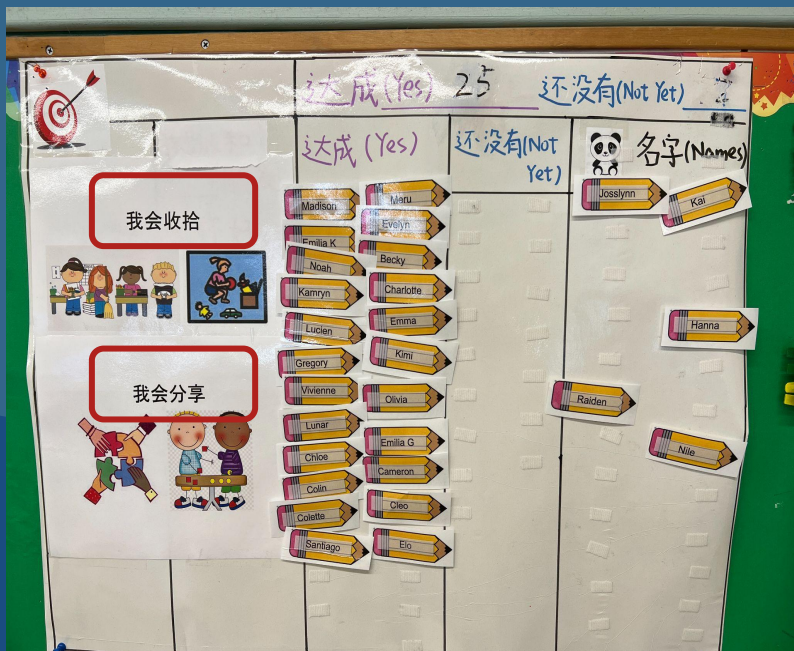 达成(Yes) 25 还没有(Not Yet)
达成(Yes) 还没有(Not Yet) 名字(Names)
我会收拾
我会分享
Madison Meru Josslynn Kai
Emilia K Evelyn
Noah Becky
Kamryn Charlotte
Lucien Emma Hanna
Gregory Kimi
Vivienne Olivia Raiden
Lunar Emilia G Nile
Chloe Cameron
Colin Cleo
Colette
Santiago Elo